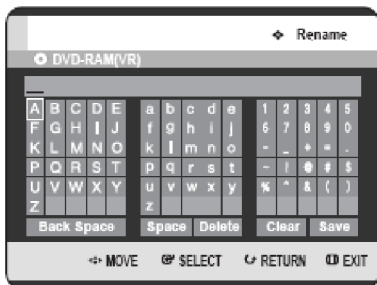 Rename
DVD-RAM(VR)
A B C D E a b c d e 1 2 3 4 5
F G H I J f g h i j 6 7 8 9 0
K L M N O k l m n o - _ + = .
P Q R S T p q r s t ~ ! @ # $
U V W X Y u v w x y % ^ & ( )
Z z
Back Space Space Delete Clear Save
MOVE SELECT RETURN EXIT